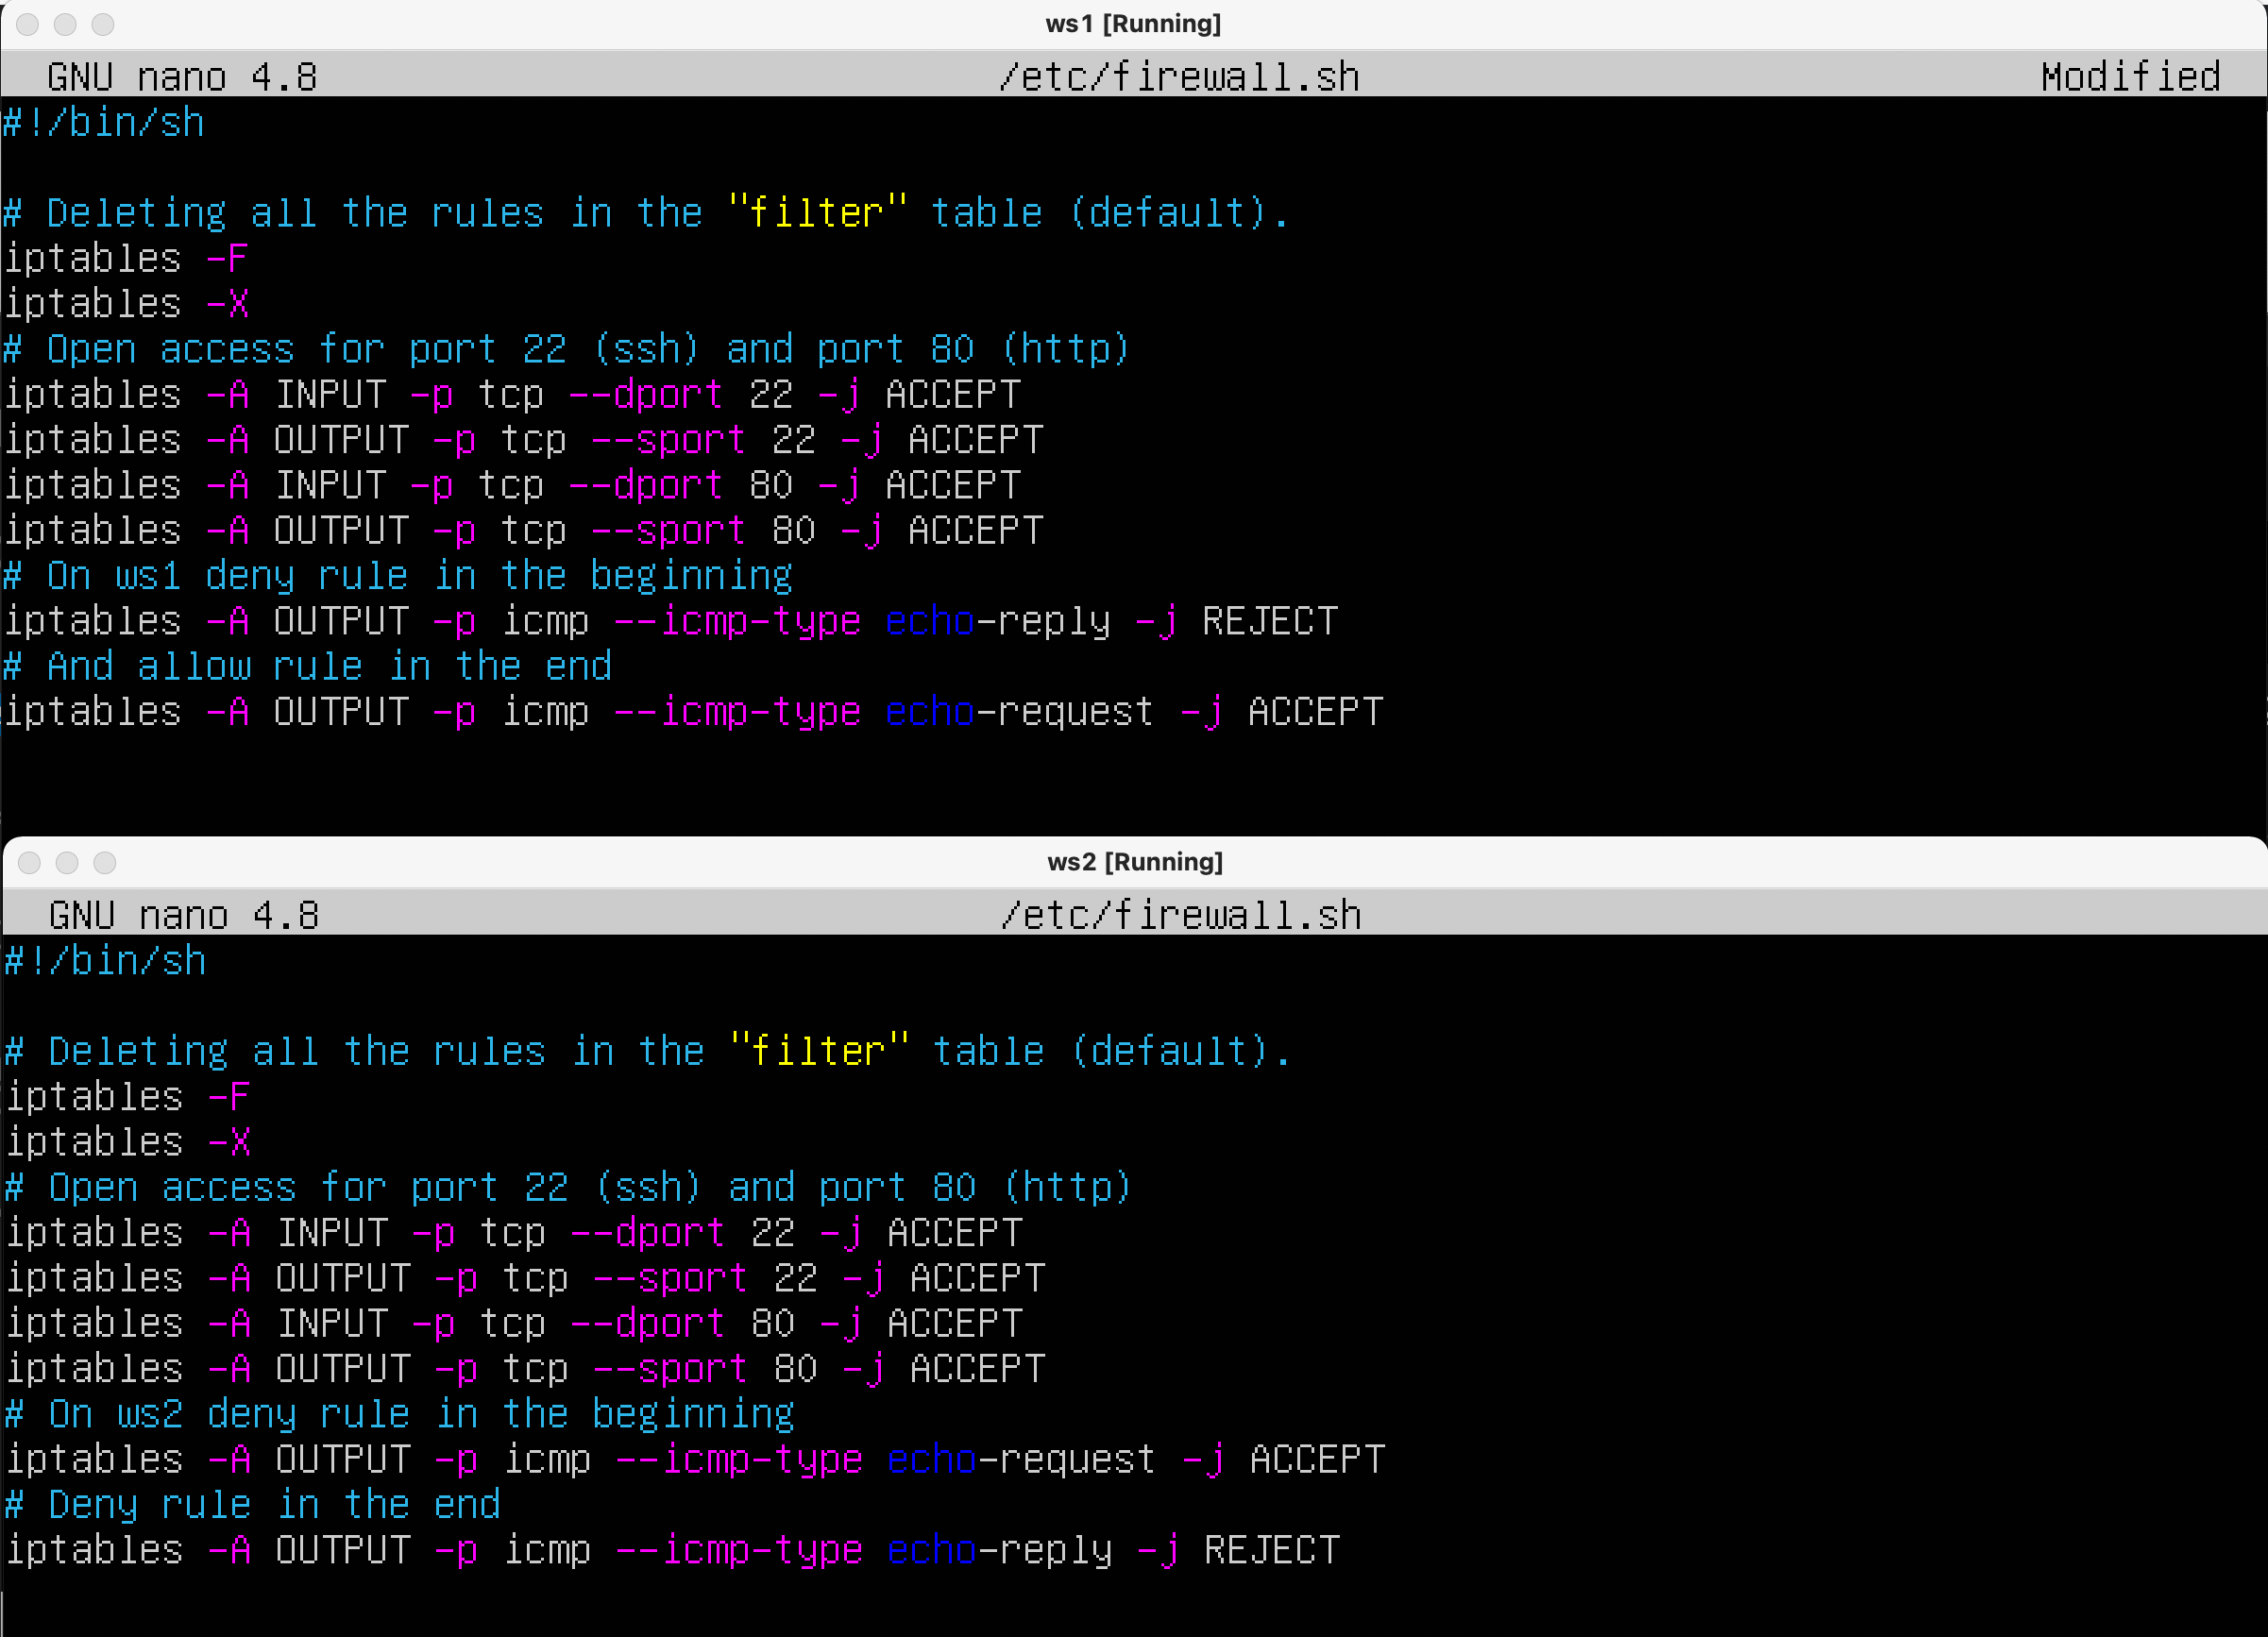 ws1 [Running]
GNU nano 4.8 /etc/firewall.sh Modified
#!/bin/sh
# Deleting all the rules in the "filter" table (default).
iptables -F
iptables -X
# Open access for port 22 (ssh) and port 80 (http)
iptables -A INPUT -p tcp --dport 22 -j ACCEPT
iptables -A OUTPUT -p tcp --sport 22 -j ACCEPT
iptables -A INPUT -p tcp --dport 80 -j ACCEPT
iptables -A OUTPUT -p tcp --sport 80 -j ACCEPT
# On ws1 deny rule in the beginning
iptables -A OUTPUT -p icmp --icmp-type echo-reply -j REJECT
# And allow rule in the end
iptables -A OUTPUT -p icmp --icmp-type echo-request -j ACCEPT
ws2 [Running]
GNU nano 4.8 /etc/firewall.sh
#!/bin/sh
# Deleting all the rules in the "filter" table (default).
iptables -F
iptables -X
# Open access for port 22 (ssh) and port 80 (http)
iptables -A INPUT -p tcp --dport 22 -j ACCEPT
iptables -A OUTPUT -p tcp --sport 22 -j ACCEPT
iptables -A INPUT -p tcp --dport 80 -j ACCEPT
iptables -A OUTPUT -p tcp --sport 80 -j ACCEPT
# On ws2 deny rule in the beginning
iptables -A OUTPUT -p icmp --icmp-type echo-request -j ACCEPT
# Deny rule in the end
iptables -A OUTPUT -p icmp --icmp-type echo-reply -j REJECT